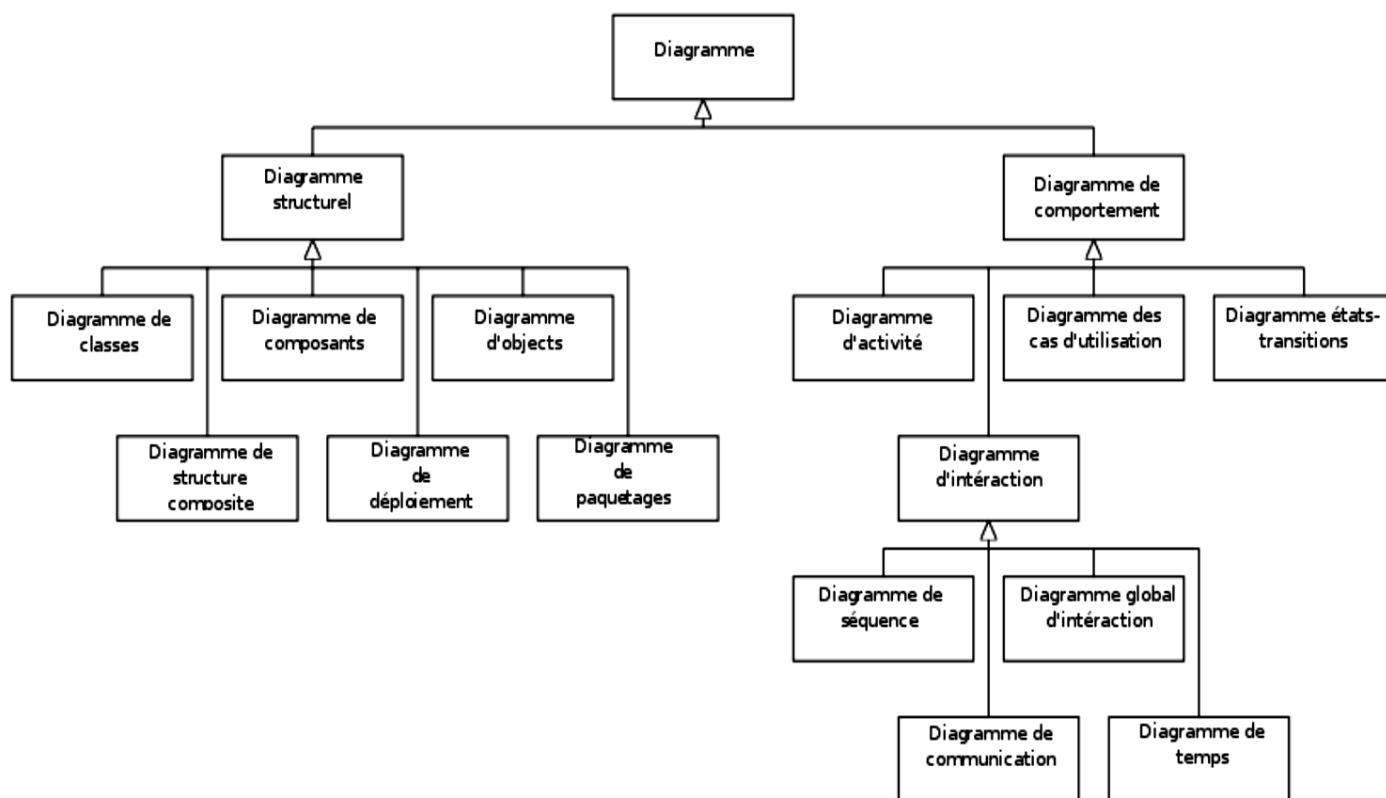 Diagramme
Diagramme
structurel
Diagramme de
comportement
Diagramme de
classes
Diagramme de
composants
Diagramme
d'objects
Diagramme
d'activité
Diagramme des
cas d'utilisation
Diagramme états-
transitions
Diagramme de
structure
composite
Diagramme
de
déploiement
Diagramme
de
paquetages
Diagramme
d'intéraction
Diagramme de
séquence
Diagramme global
d'intéraction
Diagramme de
communication
Diagramme de
temps